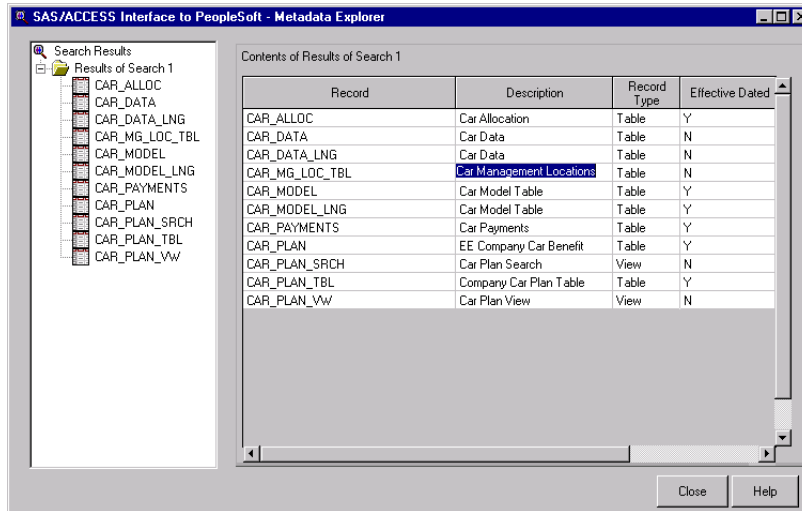 SAS/ACCESS Interface to PeopleSoft - Metadata Explorer
Search Results
Results of Search 1
CAR_ALLOC
CAR_DATA
CAR_DATA_LNG
CAR_MG_LOC_TBL
CAR_MODEL
CAR_MODEL_LNG
CAR_PAYMENTS
CAR_PLAN
CAR_PLAN_SRCH
CAR_PLAN_TBL
CAR_PLAN_VW
Contents of Results of Search 1
Record Description Record Type Effective Dated
CAR_ALLOC Car Allocation Table Y
CAR_DATA Car Data Table N
CAR_DATA_LNG Car Data Table N
CAR_MG_LOC_TBL Car Management Locations Table N
CAR_MODEL Car Model Table Table Y
CAR_MODEL_LNG Car Model Table Table Y
CAR_PAYMENTS Car Payments Table Y
CAR_PLAN EE Company Car Benefit Table Y
CAR_PLAN_SRCH Car Plan Search View N
CAR_PLAN_TBL Company Car Plan Table Table Y
CAR_PLAN_VW Car Plan View View N
Close Help